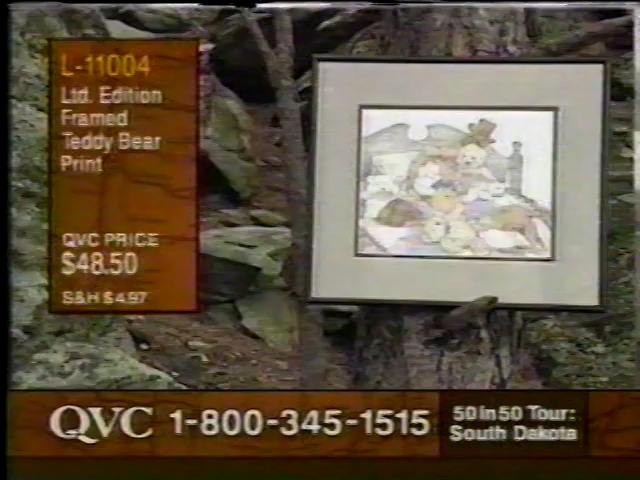 L-11004
Ltd. Edition
Framed
Teddy Bear
Print
QVC PRICE
$48.50
S&H $4.97
QVC 1-800-345-1515
50 in 50 Tour:
South Dakota